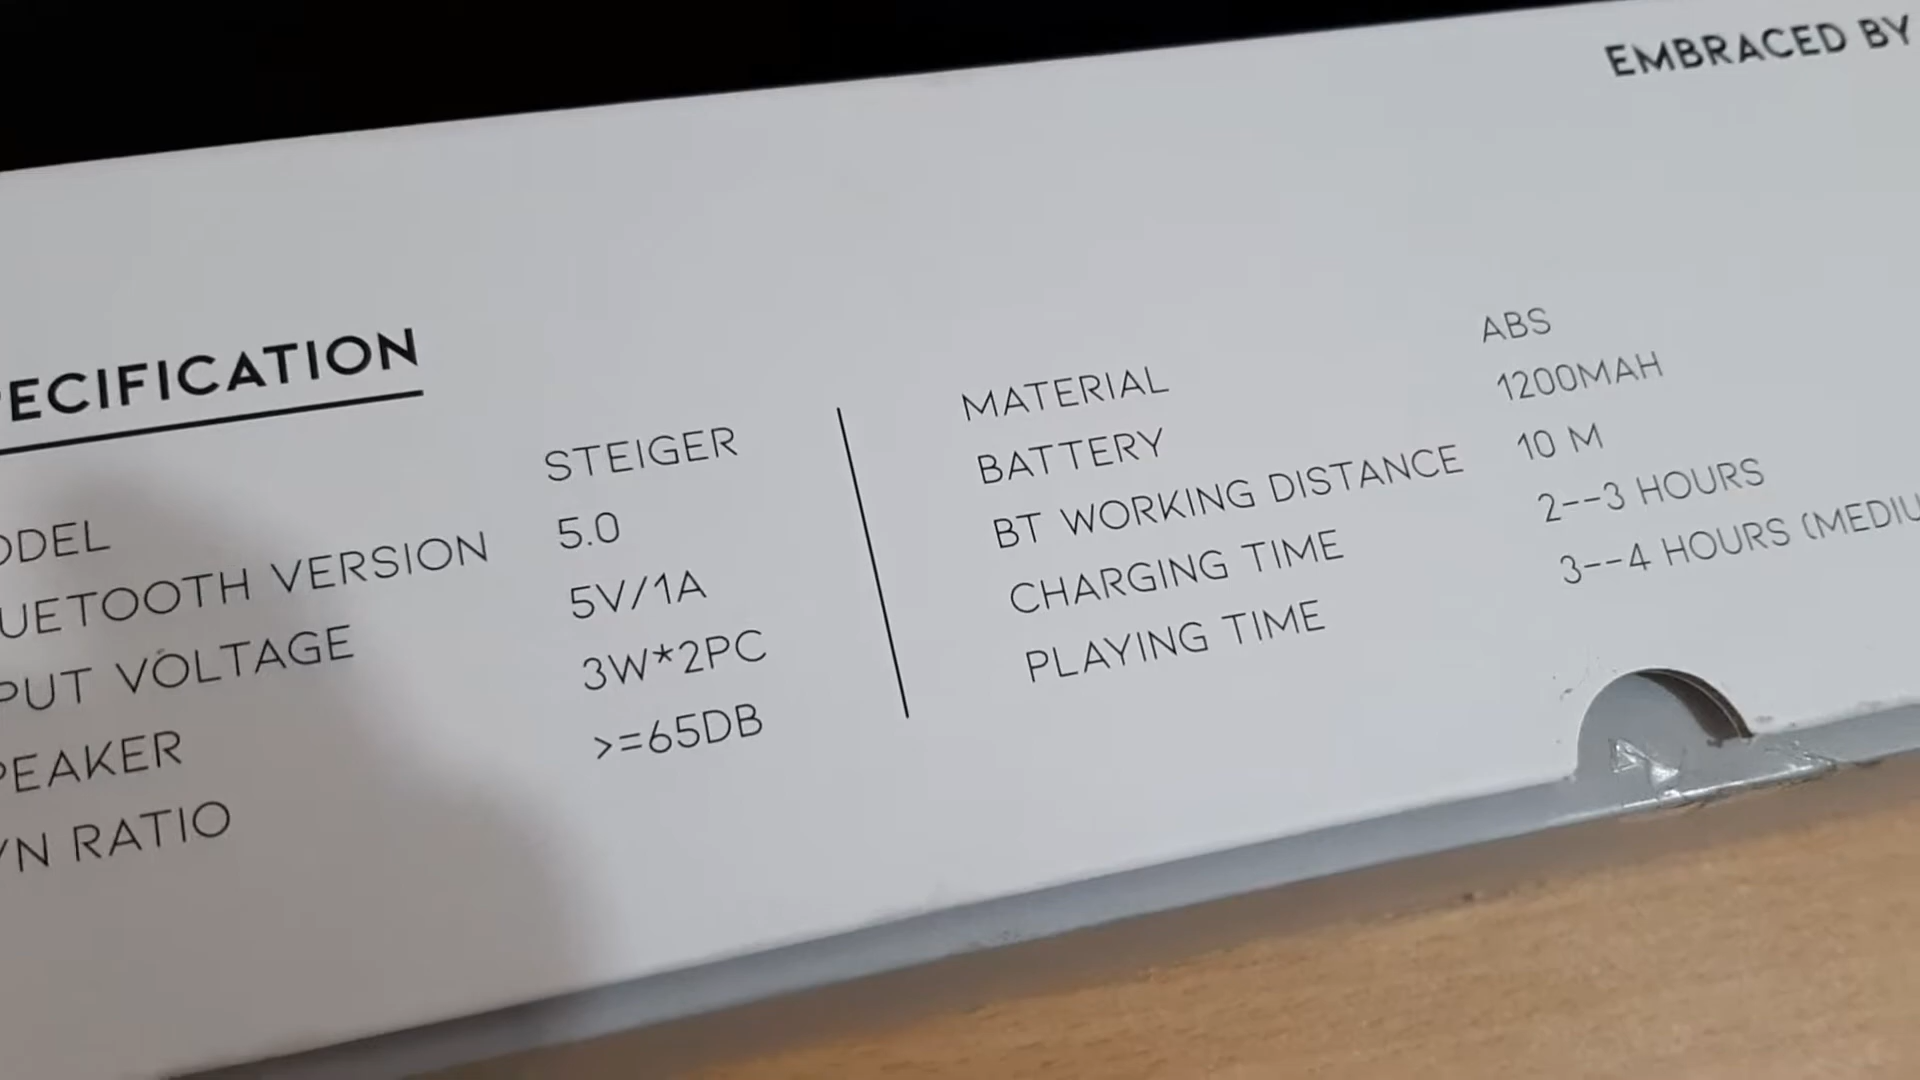 EMBRACED BY
PECIFICATION
ODEL STEIGER
UETOOTH VERSION 5.0
PUT VOLTAGE 5V/1A
PEAKER 3W*2PC
/N RATIO >=65DB
MATERIAL ABS
BATTERY 1200MAH
BT WORKING DISTANCE 10 M
CHARGING TIME 2--3 HOURS
PLAYING TIME 3--4 HOURS (MEDIU